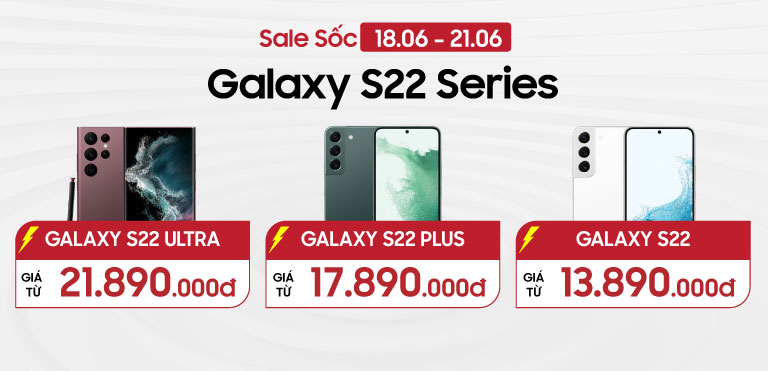 Sale Sốc 18.06 - 21.06
Galaxy S22 Series
GALAXY S22 ULTRA
GIÁ TỪ 21.890.000đ
GALAXY S22 PLUS
GIÁ TỪ 17.890.000đ
GALAXY S22
GIÁ TỪ 13.890.000đ